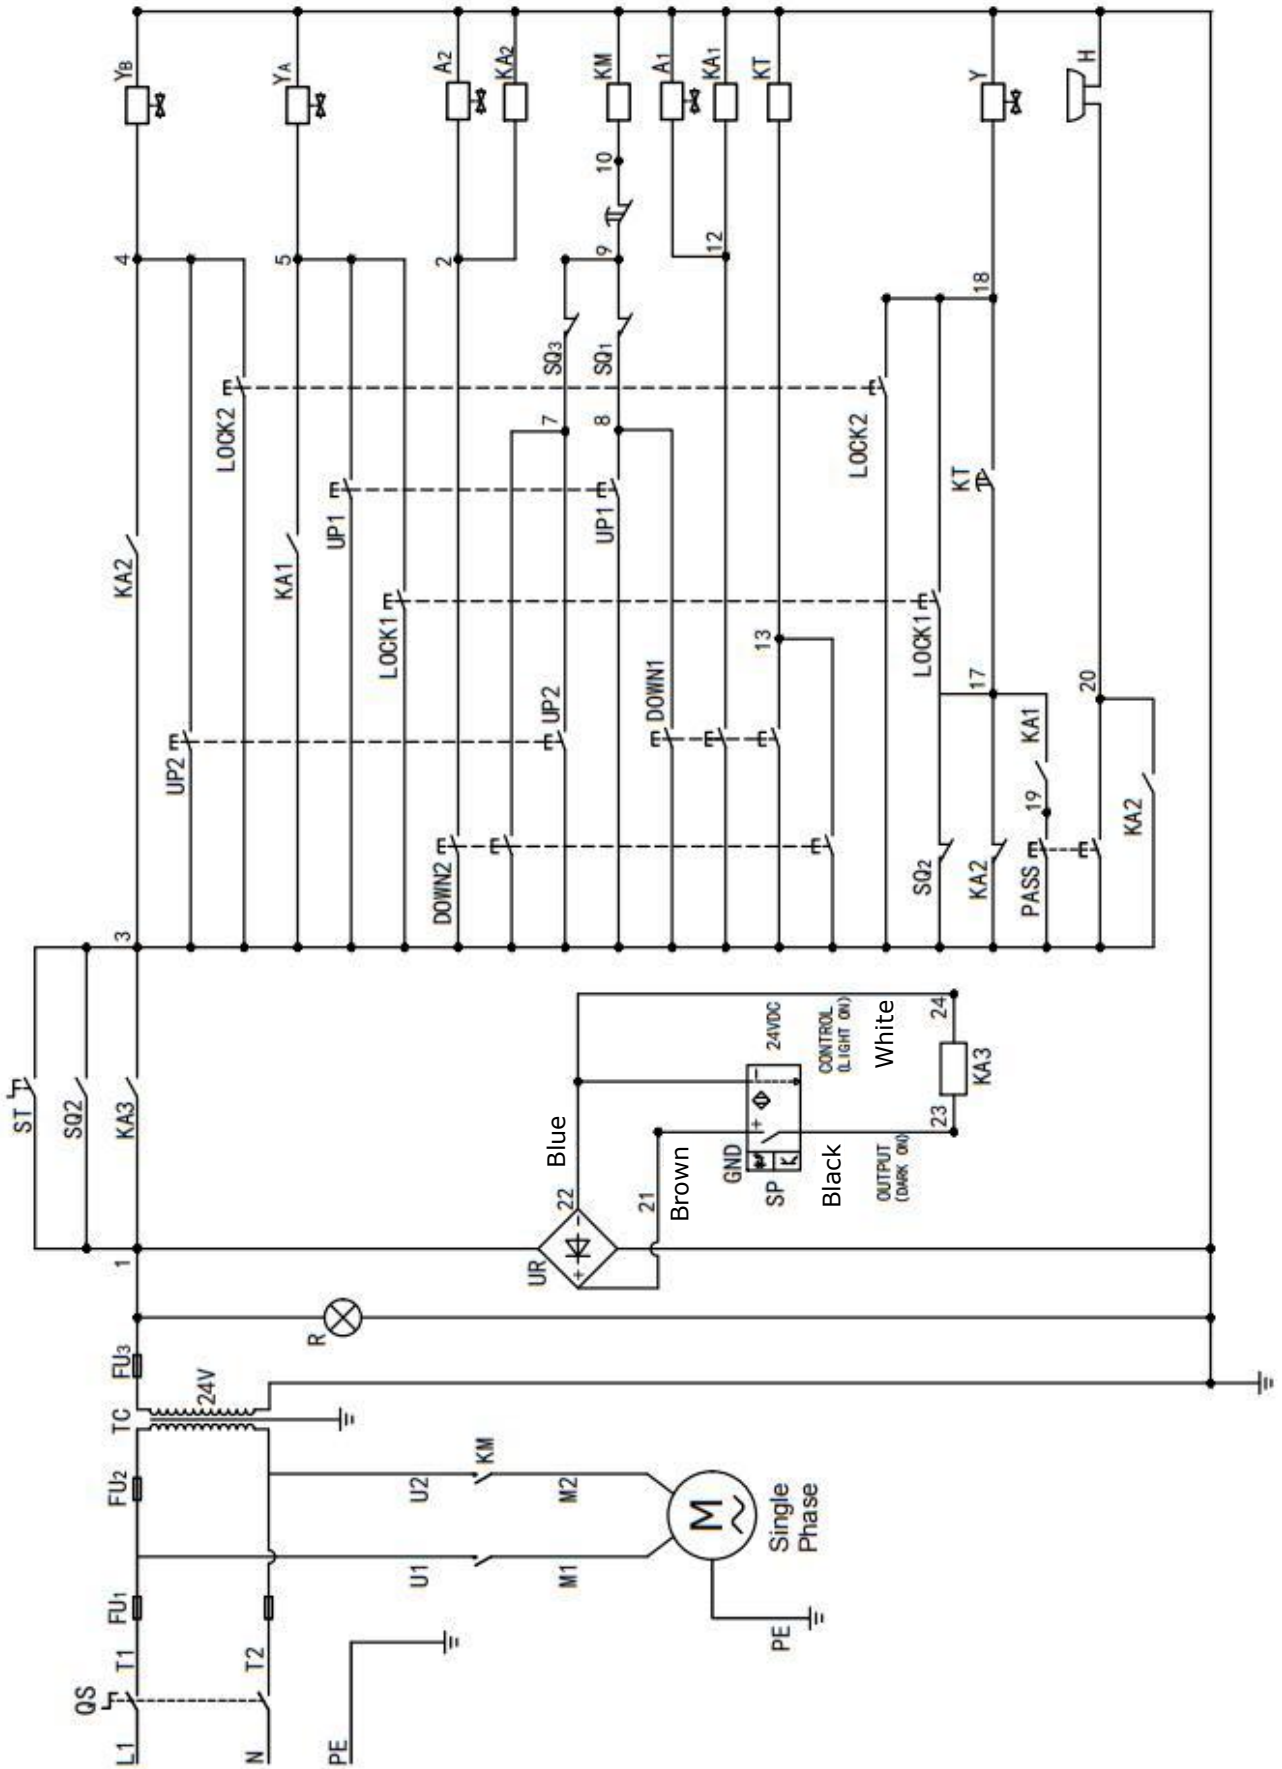 L1
N
PE
QS
T1
T2
FU1
FU2
TC
24V
FU3
U1
U2
KM
M1
M2
M
Single
Phase
PE
R
1
UR
+
-
22
21
Blue
Brown
GND
SP
+
-
24VDC
CONTROL
(LIGHT ON)
White
Black
OUTPUT
(DARK ON)
23
24
KA3
ST
SQ2
KA3
3
KA2
4
YB
UP2
LOCK2
KA1
5
YA
UP1
LOCK1
DOWN2
2
A2
KA2
UP2
7
SQ3
UP1
8
SQ1
9
10
KM
DOWN1
12
A1
KA1
13
KT
LOCK2
SQ2
LOCK1
KA2
17
KT
18
Y
PASS
19
KA1
20
H
KA2